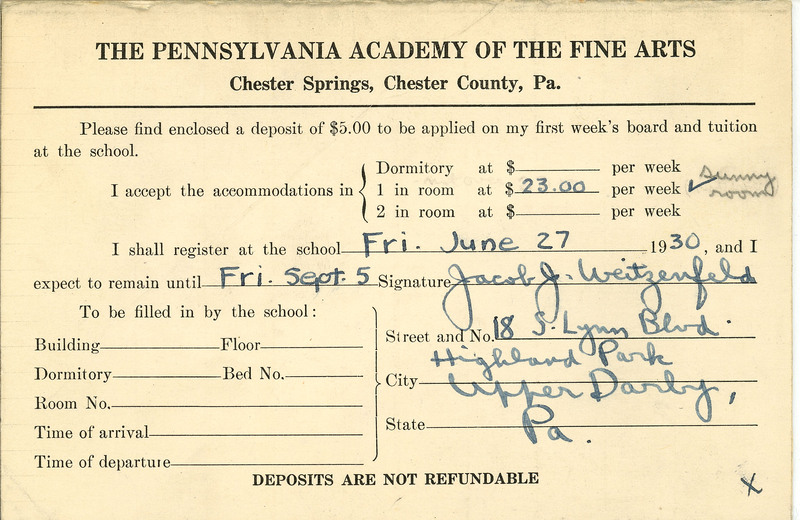 THE PENNSYLVANIA ACADEMY OF THE FINE ARTS
Chester Springs, Chester County, Pa.
Please find enclosed a deposit of $5.00 to be applied on my first week's board and tuition
at the school.
I accept the accommodations in
Dormitory at $ per week
1 in room at $ 23.00 per week ✓ sunny room
2 in room at $ per week
I shall register at the school Fri. June 27 1930, and I
expect to remain until Fri. Sept. 5 Signature Jacob J. Weitzenfeld
To be filled in by the school:
Building Floor
Dormitory Bed No.
Room No.
Time of arrival
Time of departure
Street and No. 18 S. Lynn Blvd.
Highland Park
City Upper Darby,
State Pa.
DEPOSITS ARE NOT REFUNDABLE
X